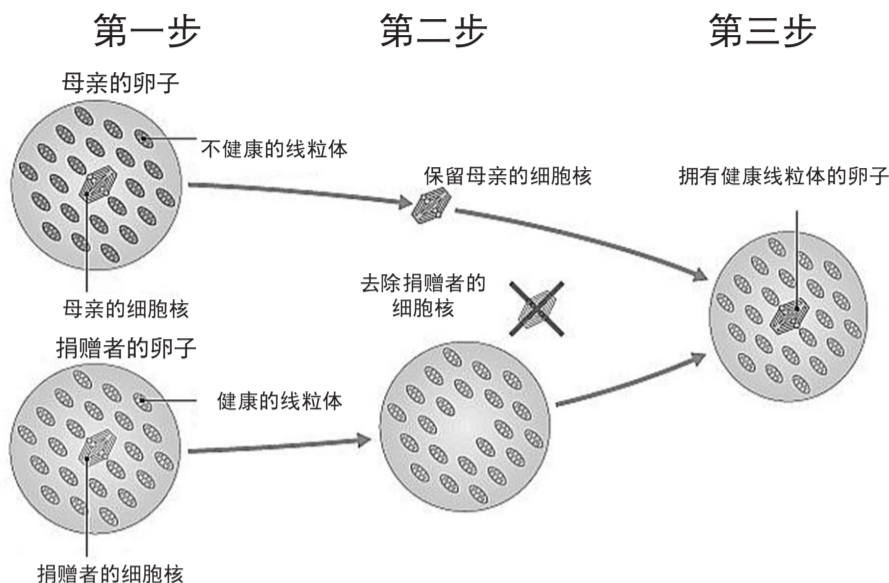 第一步
第二步
第三步
母亲的卵子
不健康的线粒体
保留母亲的细胞核
拥有健康线粒体的卵子
母亲的细胞核
去除捐赠者的
细胞核
捐赠者的卵子
健康的线粒体
捐赠者的细胞核